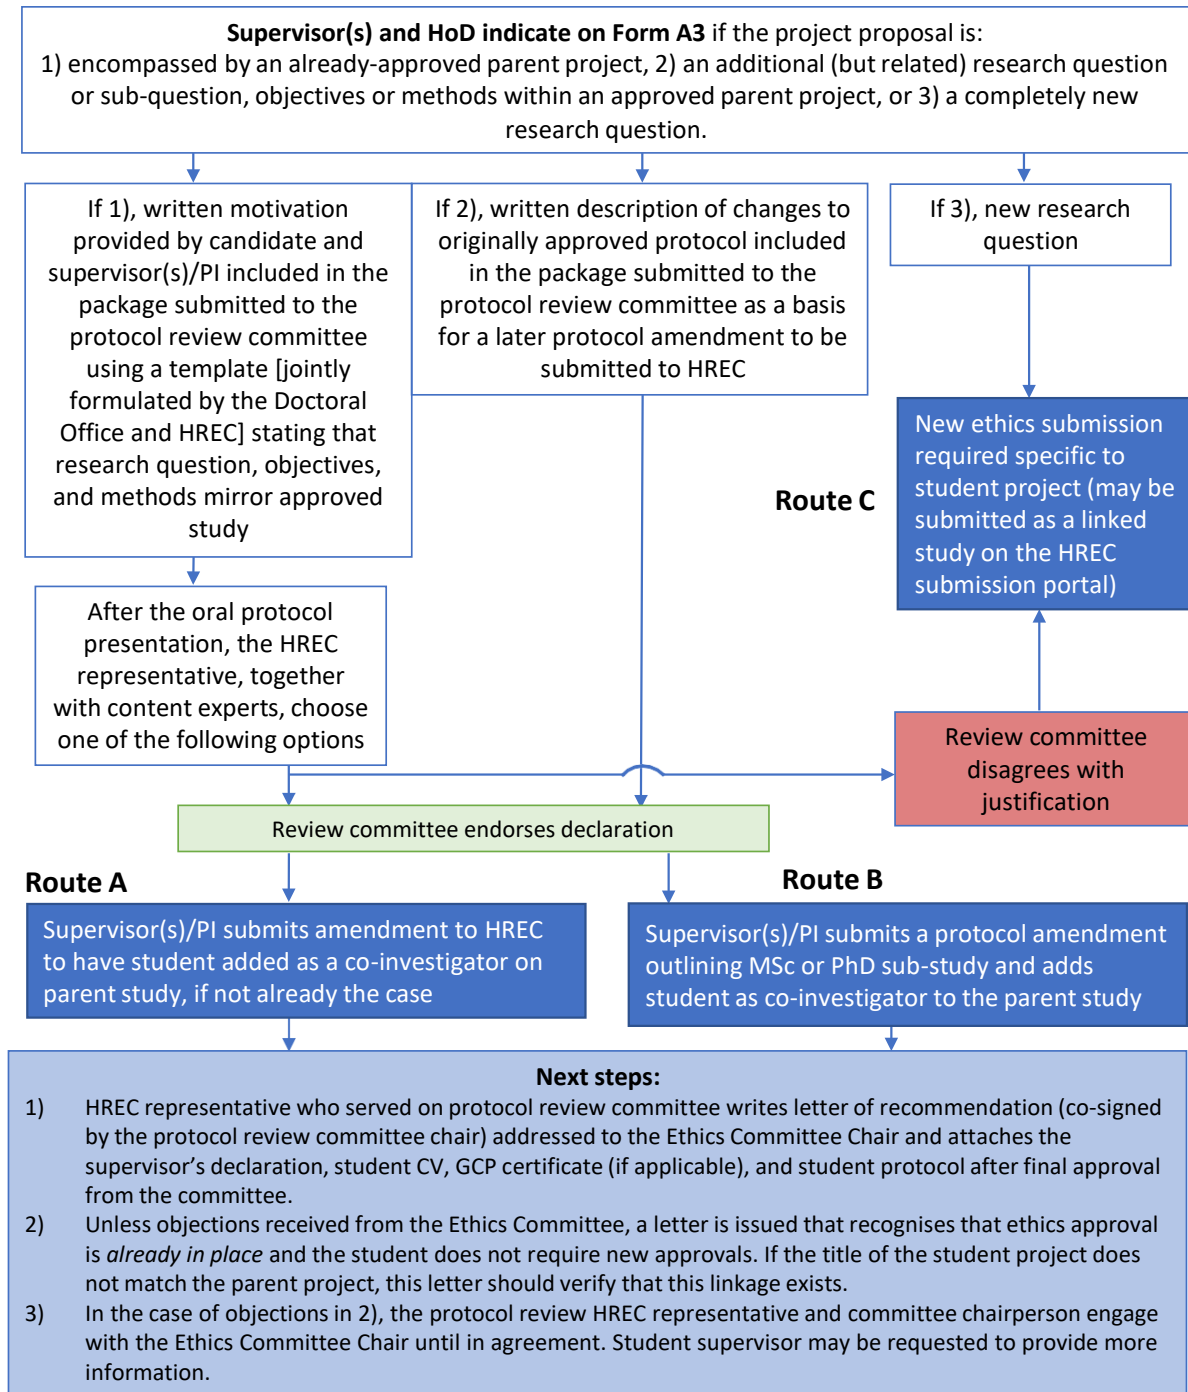 Supervisor(s) and HoD indicate on Form A3 if the project proposal is:
1) encompassed by an already-approved parent project, 2) an additional (but related) research question
or sub-question, objectives or methods within an approved parent project, or 3) a completely new
research question.
If 1), written motivation
provided by candidate and
supervisor(s)/PI included in the
package submitted to the
protocol review committee
using a template [jointly
formulated by the Doctoral
Office and HREC] stating that
research question, objectives,
and methods mirror approved
study
If 2), written description of changes to
originally approved protocol included
in the package submitted to the
protocol review committee as a basis
for a later protocol amendment to be
submitted to HREC
If 3), new research
question
Route C
New ethics submission
required specific to
student project (may be
submitted as a linked
study on the HREC
submission portal)
After the oral protocol
presentation, the HREC
representative, together
with content experts, choose
one of the following options
Review committee
disagrees with
justification
Review committee endorses declaration
Route A
Supervisor(s)/PI submits amendment to HREC
to have student added as a co-investigator on
parent study, if not already the case
Route B
Supervisor(s)/PI submits a protocol amendment
outlining MSc or PhD sub-study and adds
student as co-investigator to the parent study
Next steps:
1) HREC representative who served on protocol review committee writes letter of recommendation (co-signed
by the protocol review committee chair) addressed to the Ethics Committee Chair and attaches the
supervisor's declaration, student CV, GCP certificate (if applicable), and student protocol after final approval
from the committee.
2) Unless objections received from the Ethics Committee, a letter is issued that recognises that ethics approval
is already in place and the student does not require new approvals. If the title of the student project does
not match the parent project, this letter should verify that this linkage exists.
3) In the case of objections in 2), the protocol review HREC representative and committee chairperson engage
with the Ethics Committee Chair until in agreement. Student supervisor may be requested to provide more
information.